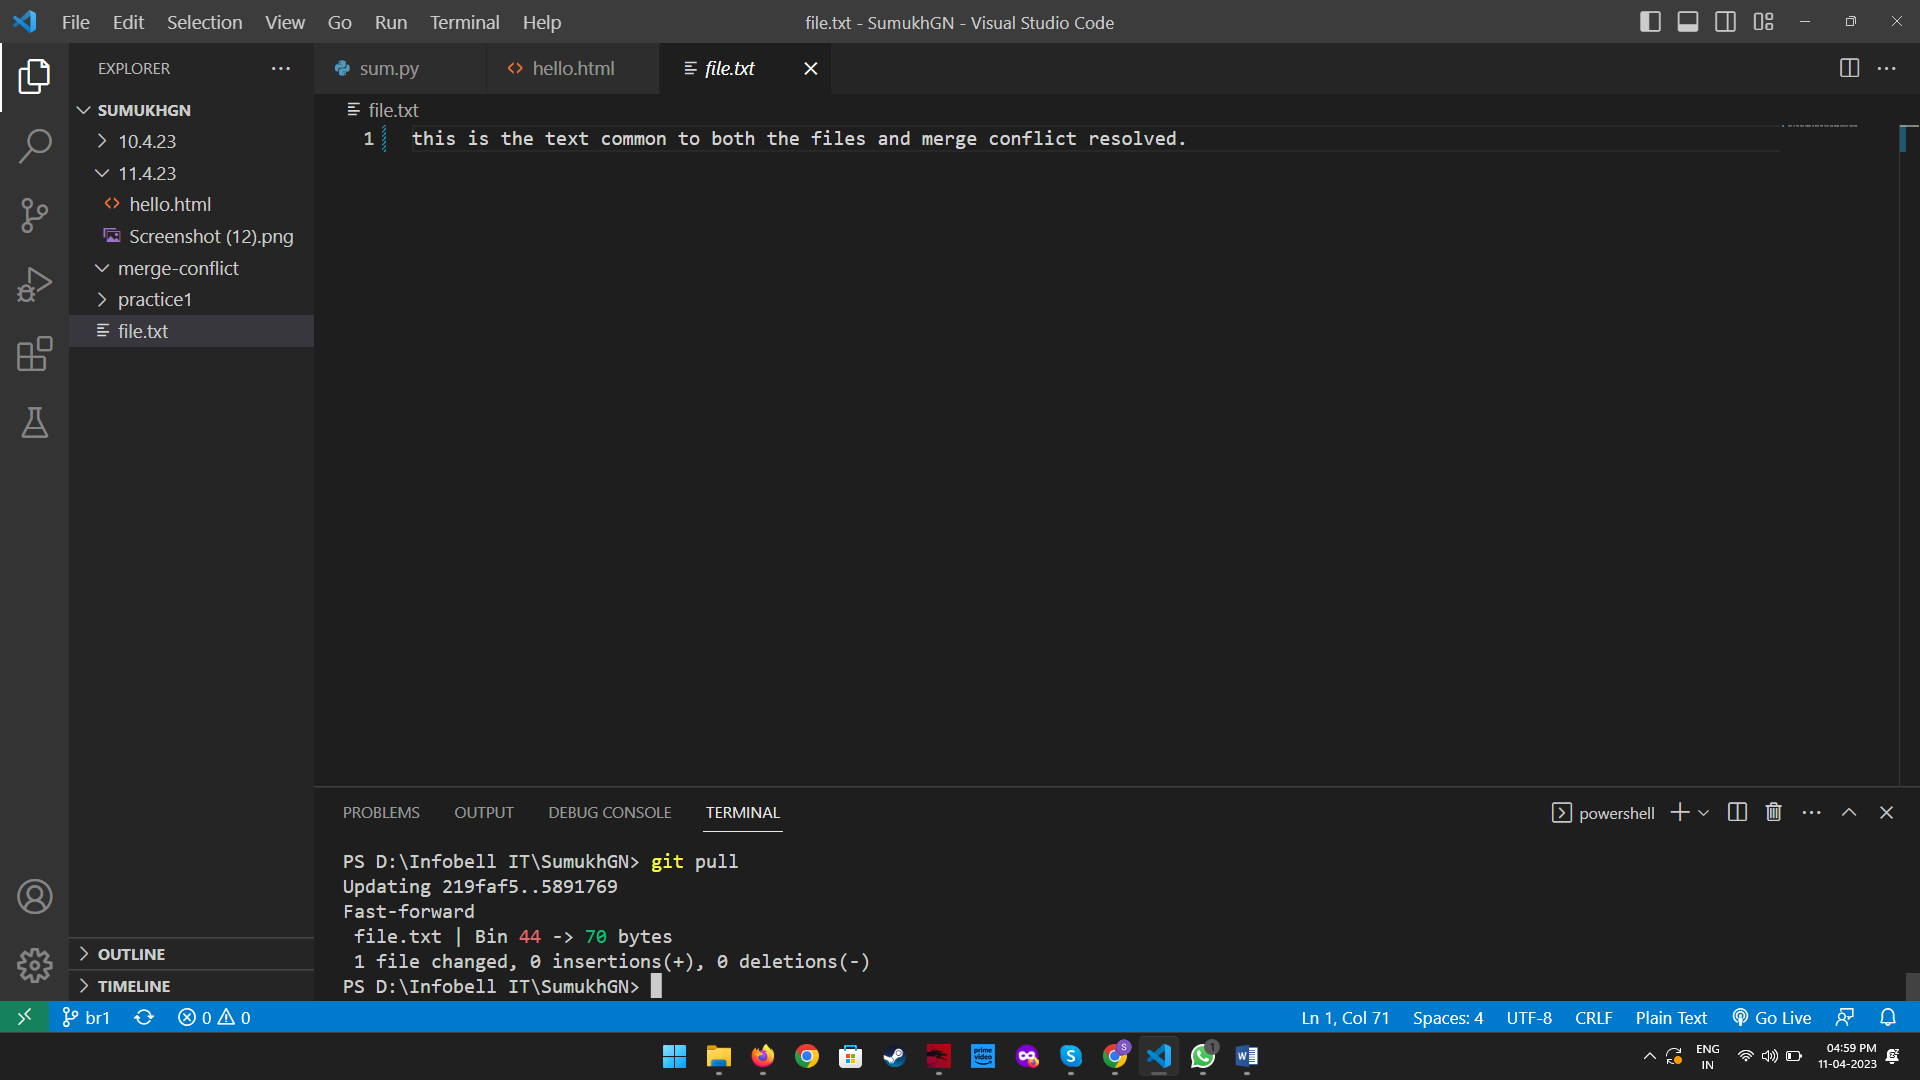 File Edit Selection View Go Run Terminal Help
file.txt - SumukhGN - Visual Studio Code
EXPLORER
SUMUKHGN
10.4.23
11.4.23
hello.html
Screenshot (12).png
merge-conflict
practice1
file.txt
OUTLINE
TIMELINE
sum.py
hello.html
file.txt
file.txt
1 this is the text common to both the files and merge conflict resolved.
PROBLEMS OUTPUT DEBUG CONSOLE TERMINAL
powershell
PS D:\Infobell IT\SumukhGN> git pull
Updating 219faf5..5891769
Fast-forward
file.txt | Bin 44 -> 70 bytes
1 file changed, 0 insertions(+), 0 deletions(-)
PS D:\Infobell IT\SumukhGN>
br1 0 0
Ln 1, Col 71 Spaces: 4 UTF-8 CRLF Plain Text Go Live
prime video
S
1
ENG
IN
04:59 PM
11-04-2023